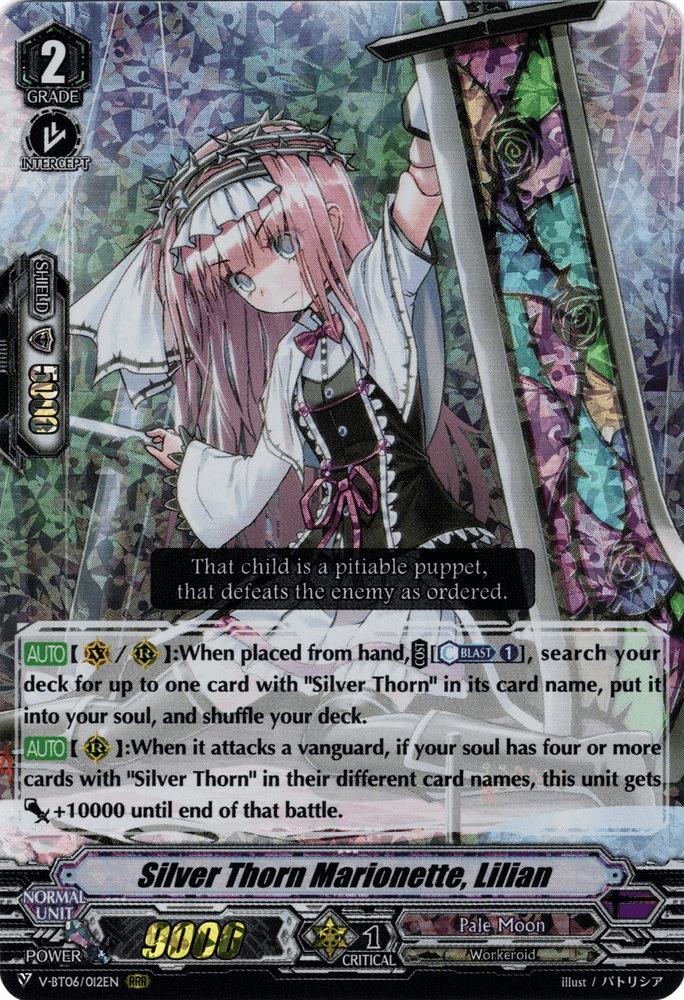 2
GRADE
INTERCEPT
SHIELD
5000
That child is a pitiable puppet,
that defeats the enemy as ordered.
AUTO【V/R】:When placed from hand, COST [C BLAST 1], search your
deck for up to one card with "Silver Thorn" in its card name, put it
into your soul, and shuffle your deck.
AUTO【R】:When it attacks a vanguard, if your soul has four or more
cards with "Silver Thorn" in their different card names, this unit gets
+10000 until end of that battle.
Silver Thorn Marionette, Lilian
NORMAL
UNIT
POWER
9000
1
CRITICAL
Pale Moon
Workeroid
V-BT06/012EN RRR
illust / パトリシア